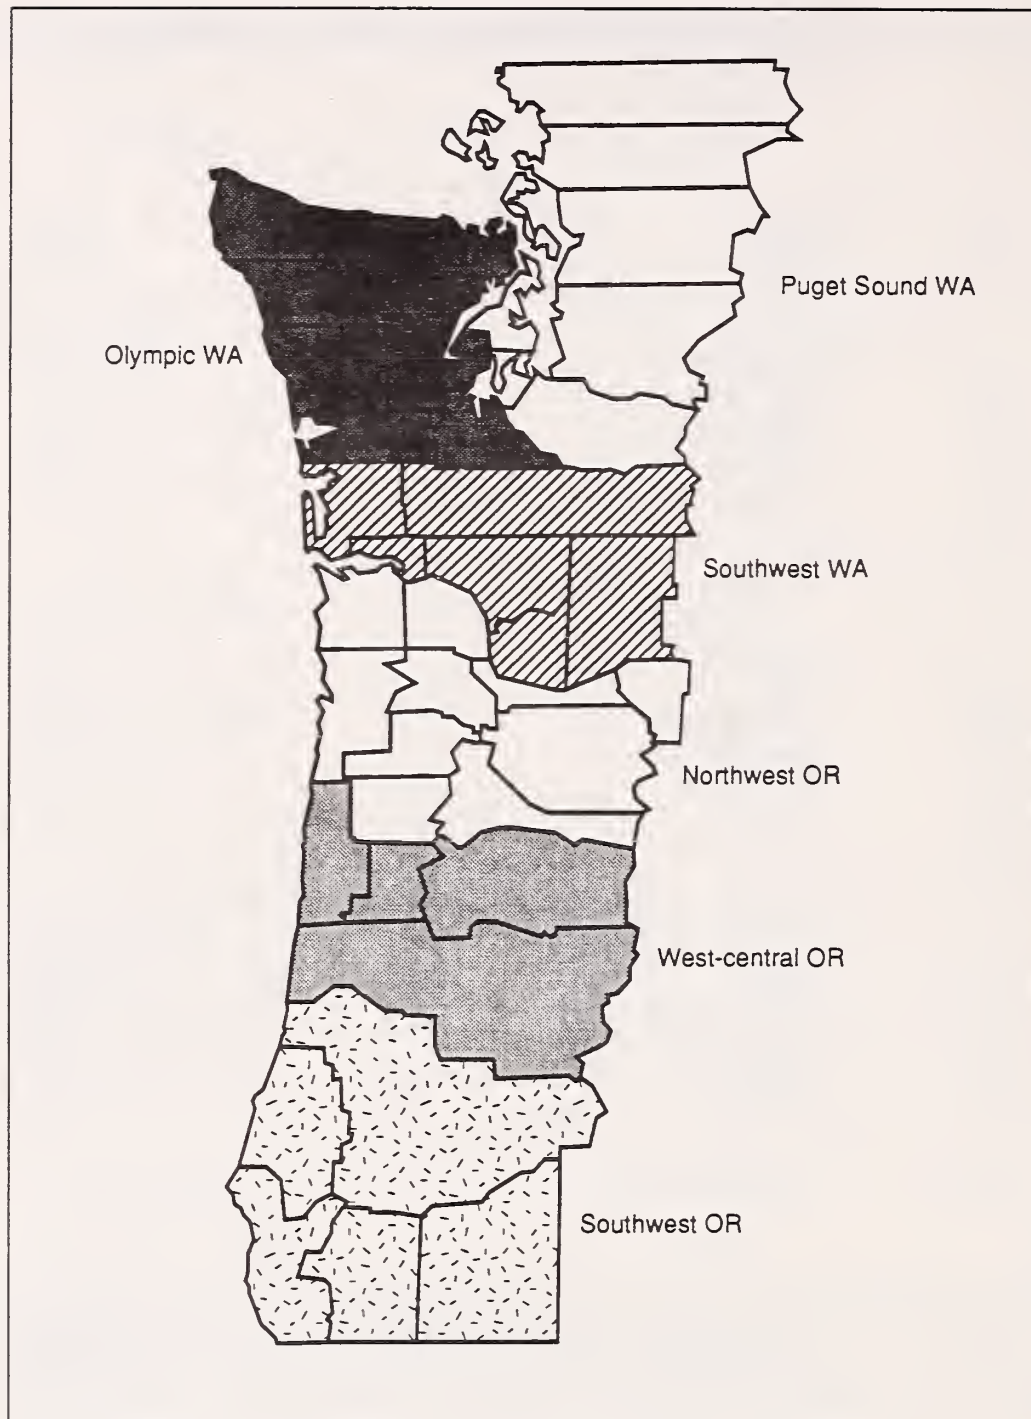 Puget Sound WA
Olympic WA
Southwest WA
Northwest OR
West-central OR
Southwest OR